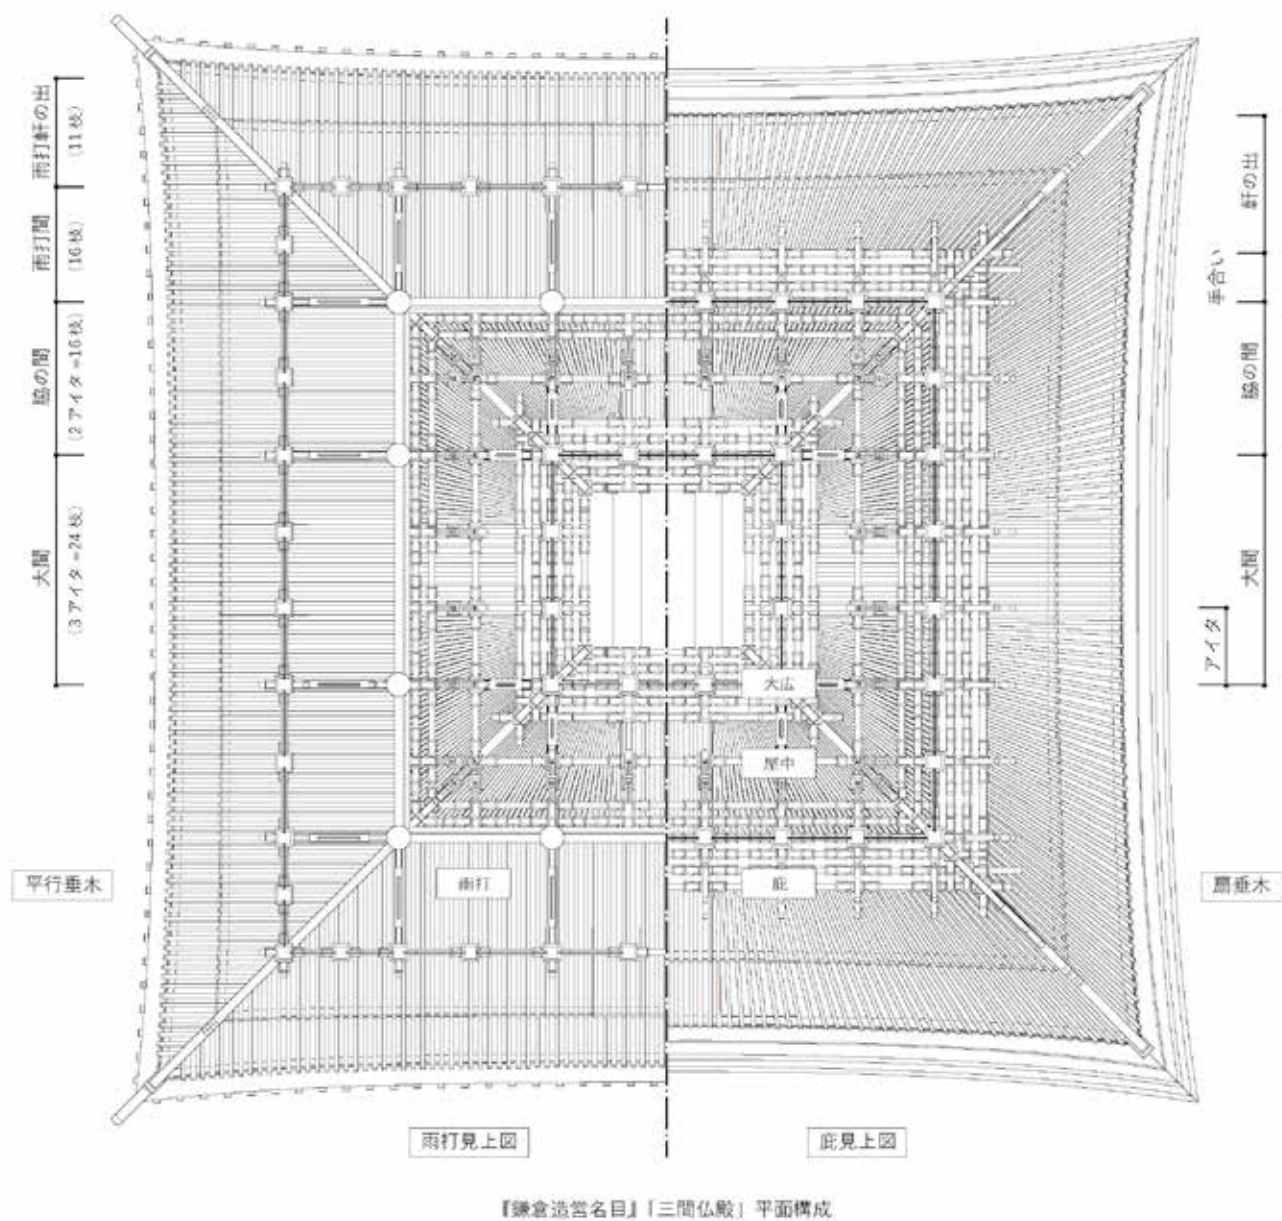 雨打軒の出
(11枝)
雨打間
(16枝)
脇の間
(2アイタ=16枝)
大間
(3アイタ=24枝)
平行垂木
軒の出
手合い
脇の間
大間
アイタ
扇垂木
大広
屋中
雨打
庇
雨打見上図
庇見上図
『鎌倉造営名目』「三間仏殿」平面構成